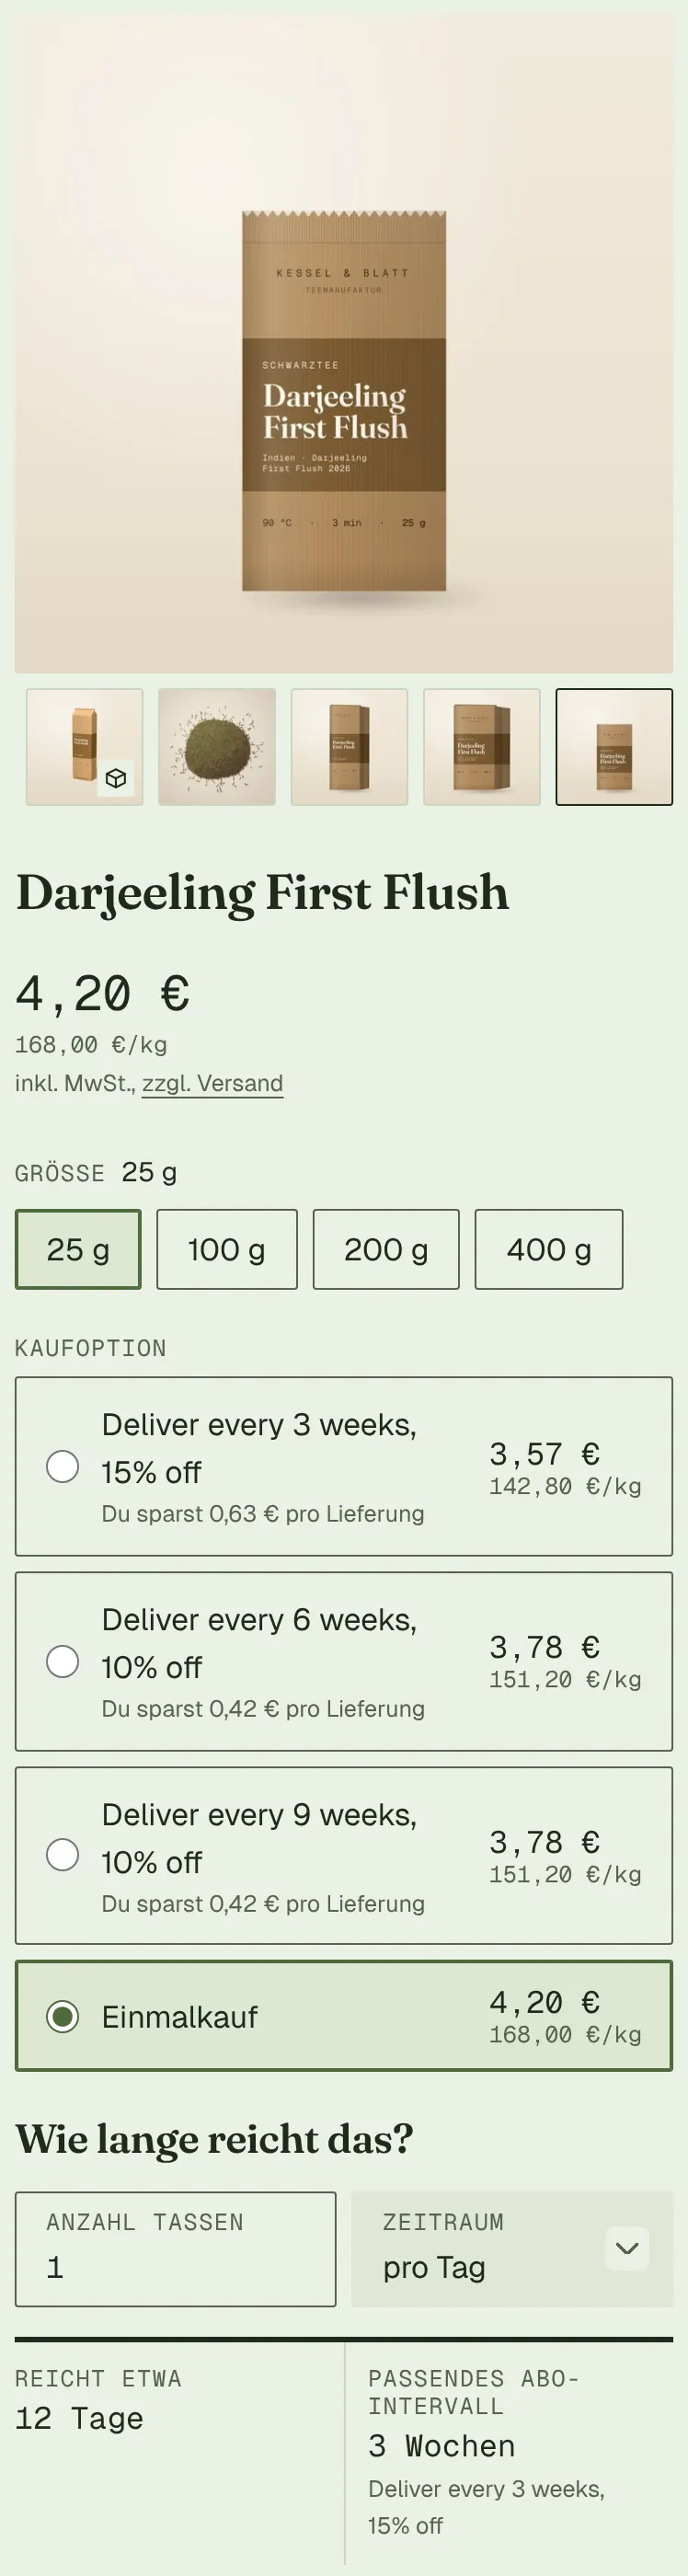 KESSEL & BLATT
TEEMANUFAKTUR
SCHWARZTEE
Darjeeling
First Flush
Indien · Darjeeling
First Flush 2026
90 °C · 3 min · 25 g
Darjeeling First Flush
4,20 €
168,00 €/kg
inkl. MwSt., zzgl. Versand
GRÖSSE 25 g
25 g 100 g 200 g 400 g
KAUFOPTION
Deliver every 3 weeks,
15% off
Du sparst 0,63 € pro Lieferung
3,57 €
142,80 €/kg
Deliver every 6 weeks,
10% off
Du sparst 0,42 € pro Lieferung
3,78 €
151,20 €/kg
Deliver every 9 weeks,
10% off
Du sparst 0,42 € pro Lieferung
3,78 €
151,20 €/kg
Einmalkauf
4,20 €
168,00 €/kg
Wie lange reicht das?
ANZAHL TASSEN
1
ZEITRAUM
pro Tag
REICHT ETWA
12 Tage
PASSENDES ABO-
INTERVALL
3 Wochen
Deliver every 3 weeks,
15% off